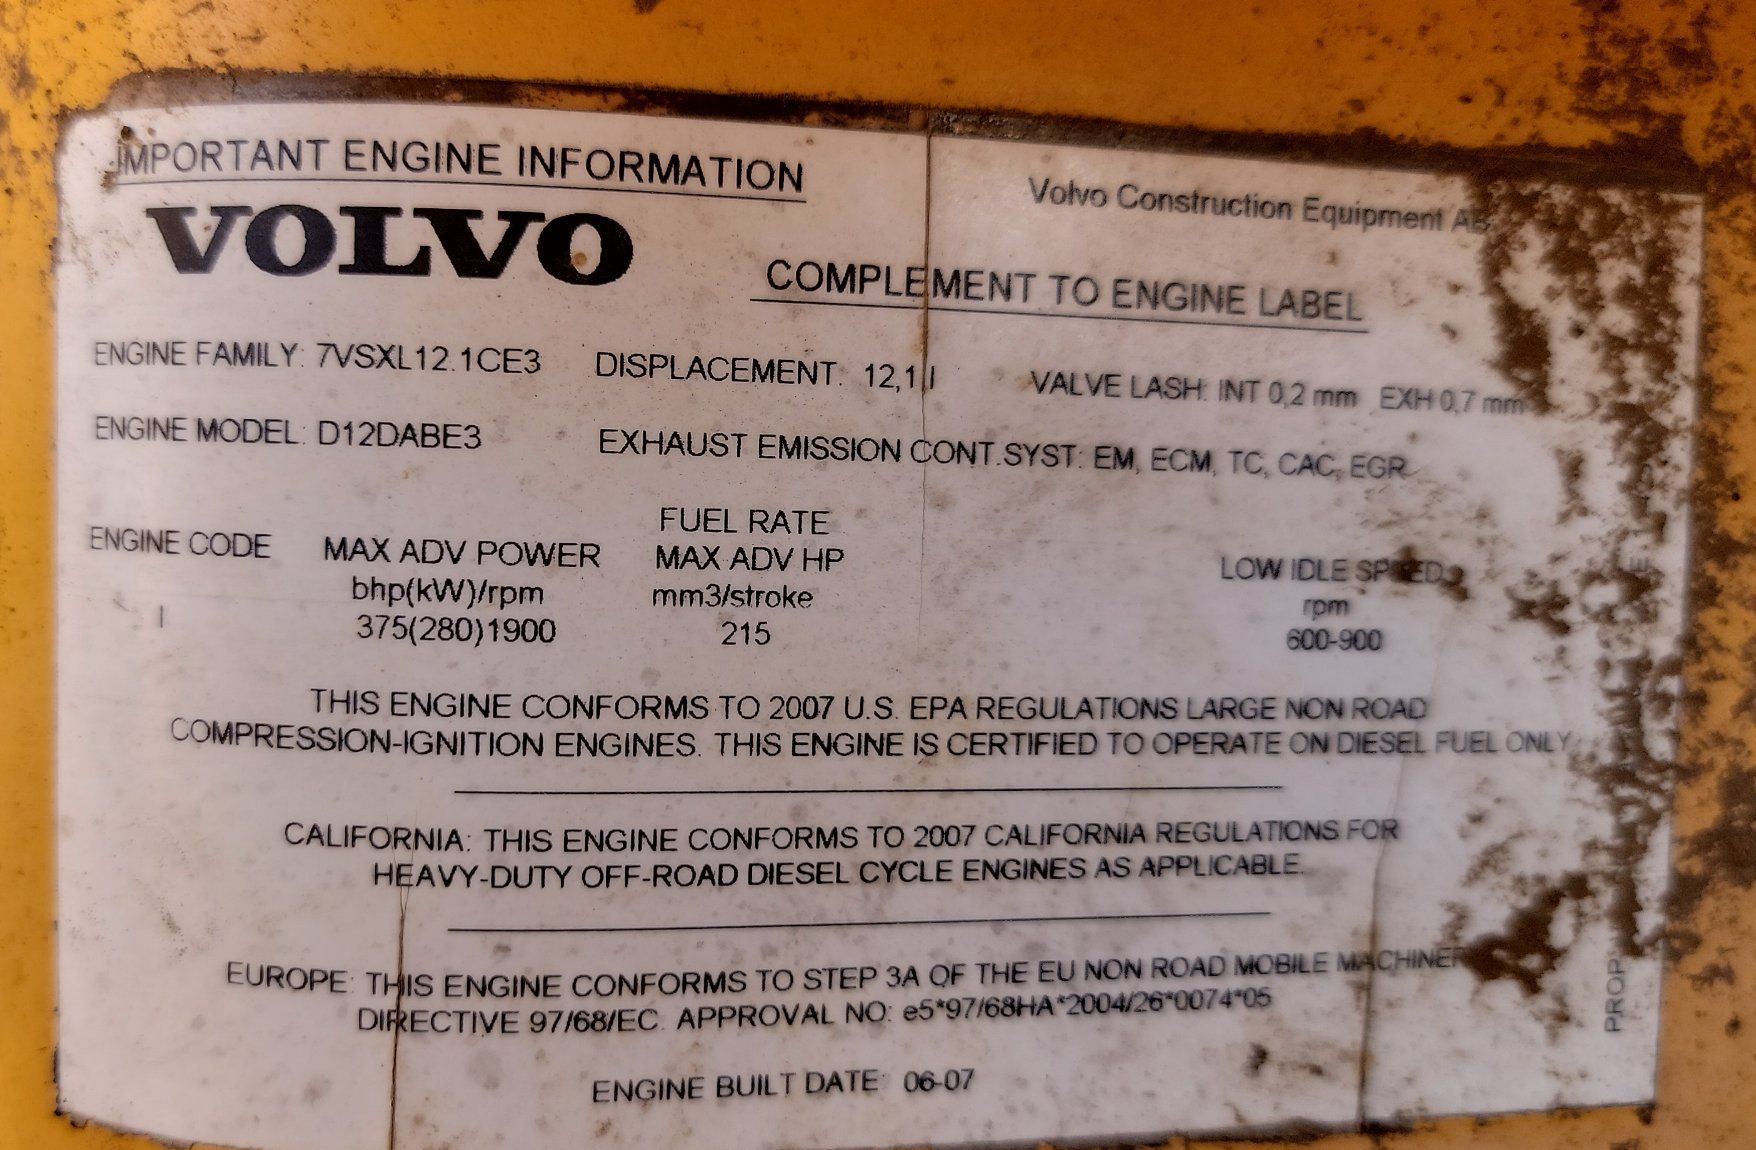 IMPORTANT ENGINE INFORMATION
VOLVO
Volvo Construction Equipment AB
COMPLEMENT TO ENGINE LABEL
ENGINE FAMILY: 7VSXL12.1CE3 DISPLACEMENT: 12,1 l VALVE LASH: INT 0,2 mm EXH 0,7 mm
ENGINE MODEL: D12DABE3 EXHAUST EMISSION CONT.SYST: EM, ECM, TC, CAC, EGR
ENGINE CODE MAX ADV POWER FUEL RATE MAX ADV HP LOW IDLE SPEED
bhp(kW)/rpm mm3/stroke rpm
I 375(280)1900 215 600-900
THIS ENGINE CONFORMS TO 2007 U.S. EPA REGULATIONS LARGE NON ROAD
COMPRESSION-IGNITION ENGINES. THIS ENGINE IS CERTIFIED TO OPERATE ON DIESEL FUEL ONLY
CALIFORNIA: THIS ENGINE CONFORMS TO 2007 CALIFORNIA REGULATIONS FOR
HEAVY-DUTY OFF-ROAD DIESEL CYCLE ENGINES AS APPLICABLE.
EUROPE: THIS ENGINE CONFORMS TO STEP 3A OF THE EU NON ROAD MOBILE MACHINER
DIRECTIVE 97/68/EC. APPROVAL NO: e5*97/68HA*2004/26*0074*05
ENGINE BUILT DATE: 06-07